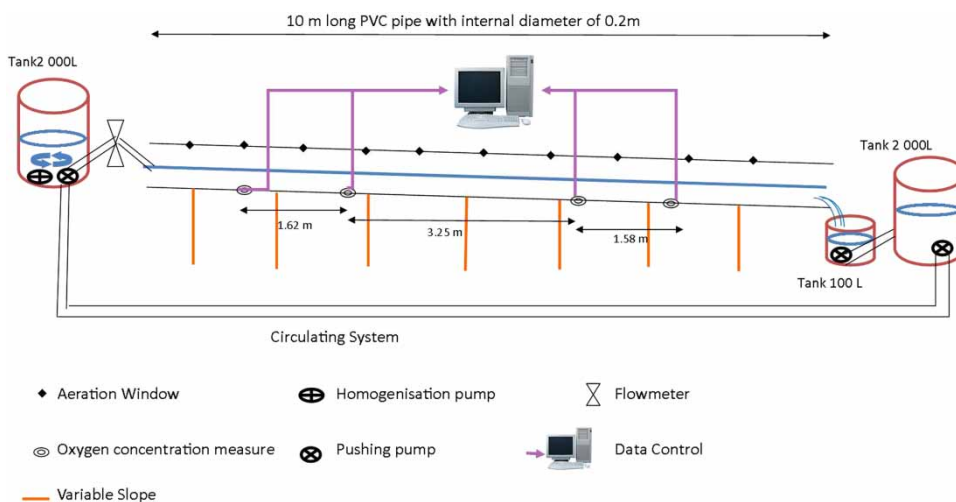 10 m long PVC pipe with internal diameter of 0.2m
Tank2 000L
Tank 2 000L
1.62 m
3.25 m
1.58 m
Tank 100 L
Circulating System
Aeration Window
Homogenisation pump
Flowmeter
Oxygen concentration measure
Pushing pump
Data Control
Variable Slope